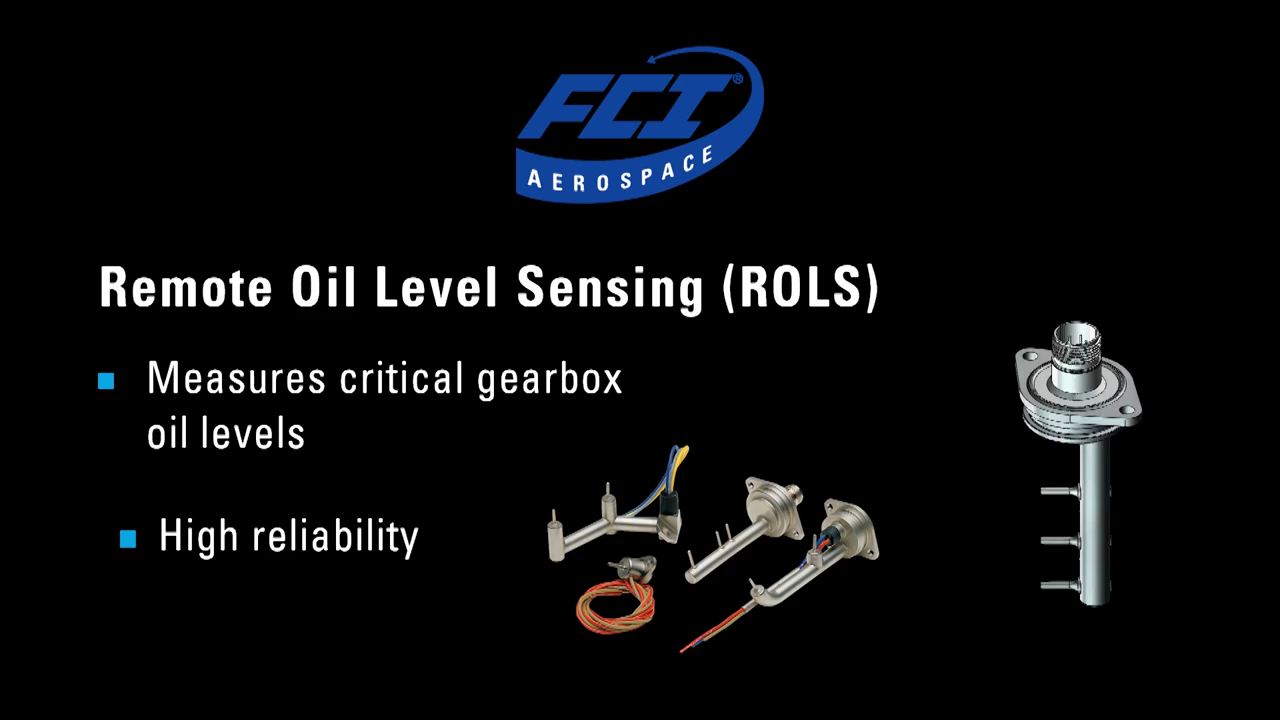 FCI®
AEROSPACE
Remote Oil Level Sensing (ROLS)
Measures critical gearbox
oil levels
High reliability